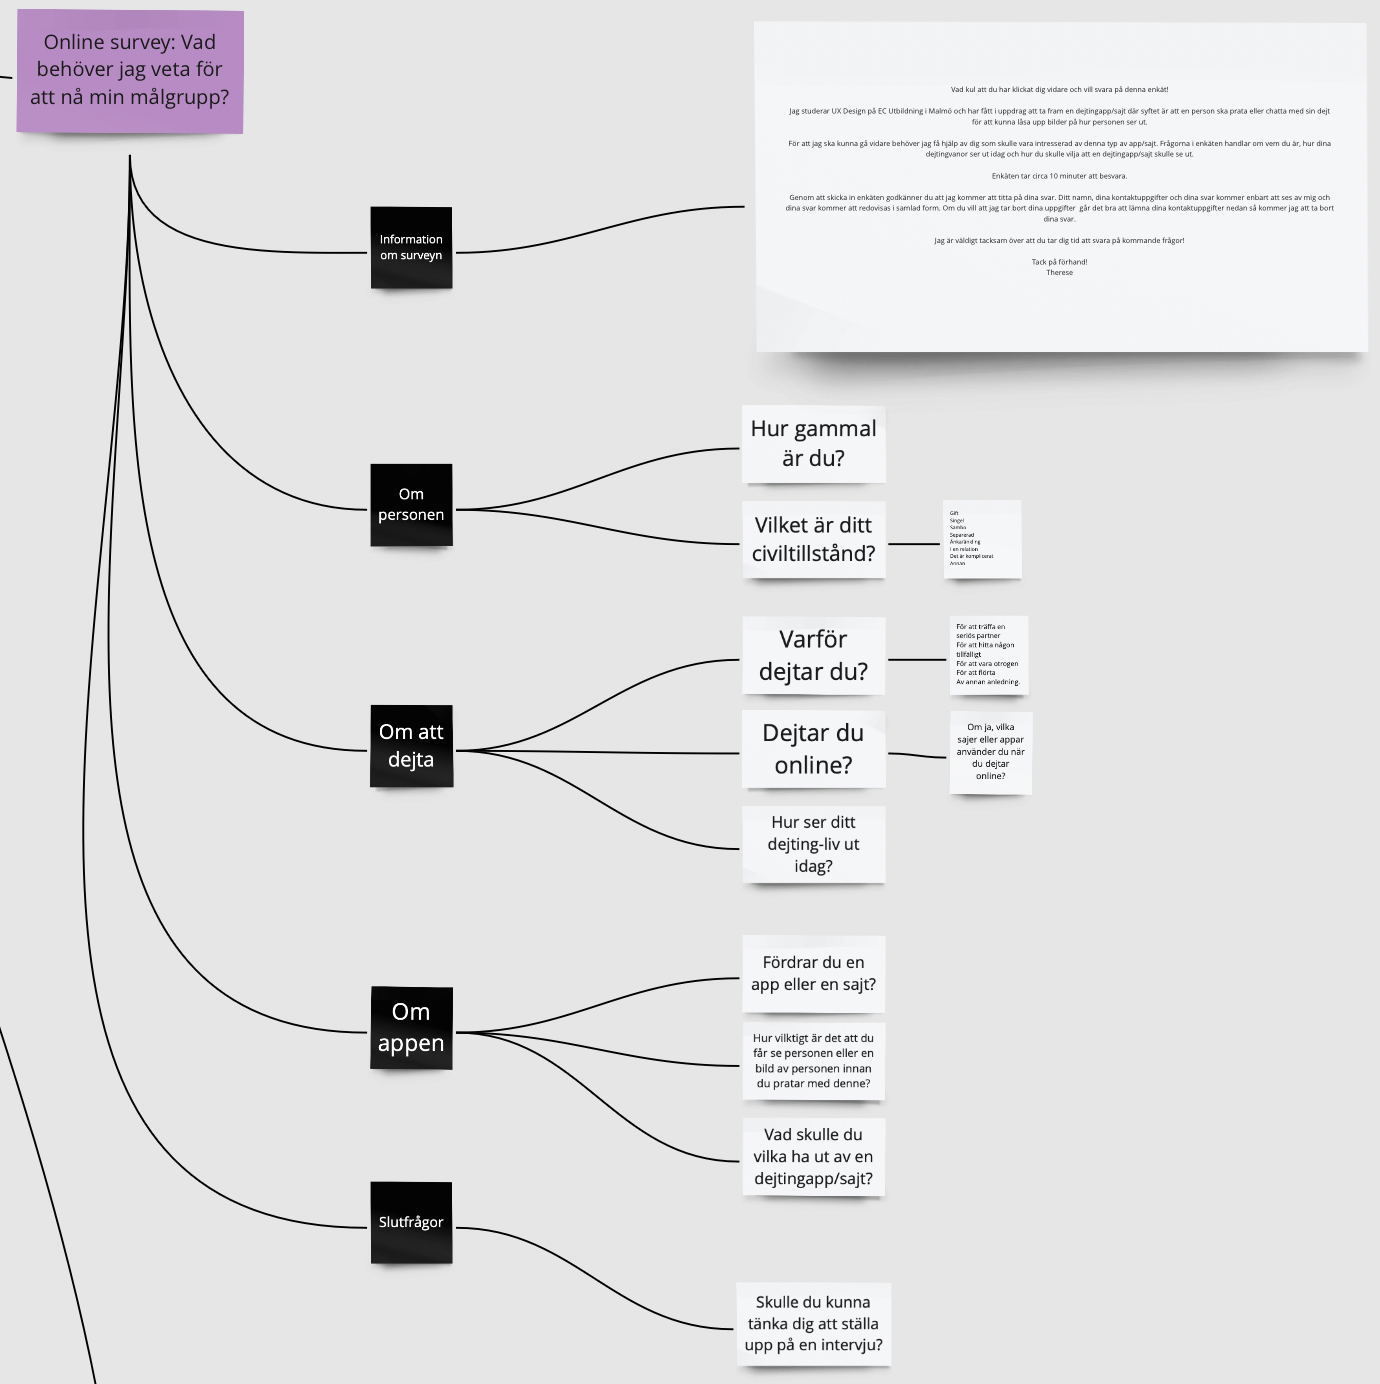 Online survey: Vad
behöver jag veta för
att nå min målgrupp?
Information
om surveyn
Vad kul att du har klickat dig vidare och vill svara på denna enkät!
Jag studerar UX Design på EC Utbildning i Malmö och har fått i uppdrag att ta fram en dejtingapp/sajt där syftet är att en person ska prata eller chatta med sin dejt
för att kunna låsa upp bilder på hur personen ser ut.
För att jag ska kunna gå vidare behöver jag få hjälp av dig som skulle vara intresserad av denna typ av app/sajt. Frågorna i enkäten handlar om vem du är, hur dina
dejtingvanor ser ut idag och hur du skulle vilja att en dejtingapp/sajt skulle se ut.
Enkäten tar circa 10 minuter att besvara.
Genom att skicka in enkäten godkänner du att jag kommer att titta på dina svar. Ditt namn, dina kontaktuppgifter och dina svar kommer enbart att ses av mig och
dina svar kommer att redovisas i samlad form. Om du vill att jag tar bort dina uppgifter går det bra att lämna dina kontaktuppgifter nedan så kommer jag att ta bort
dina svar.
Jag är väldigt tacksam över att du tar dig tid att svara på kommande frågor!
Tack på förhand!
Therese
Om
personen
Hur gammal
är du?
Vilket är ditt
civiltillstånd?
Gift
Singel
Sambo
Separerad
Änka/änkling
I en relation
Det är komplicerat
Annan
Om att
dejta
Varför
dejtar du?
För att träffa en
seriös partner
För att hitta någon
tillfälligt
För att vara otrogen
För att flörta
Av annan anledning.
Dejtar du
online?
Om ja, vilka
sajer eller appar
använder du när
du dejtar
online?
Hur ser ditt
dejting-liv ut
idag?
Om
appen
Fördrar du en
app eller en sajt?
Hur vilktigt är det att du
får se personen eller en
bild av personen innan
du pratar med denne?
Vad skulle du
vilka ha ut av en
dejtingapp/sajt?
Slutfrågor
Skulle du kunna
tänka dig att ställa
upp på en intervju?